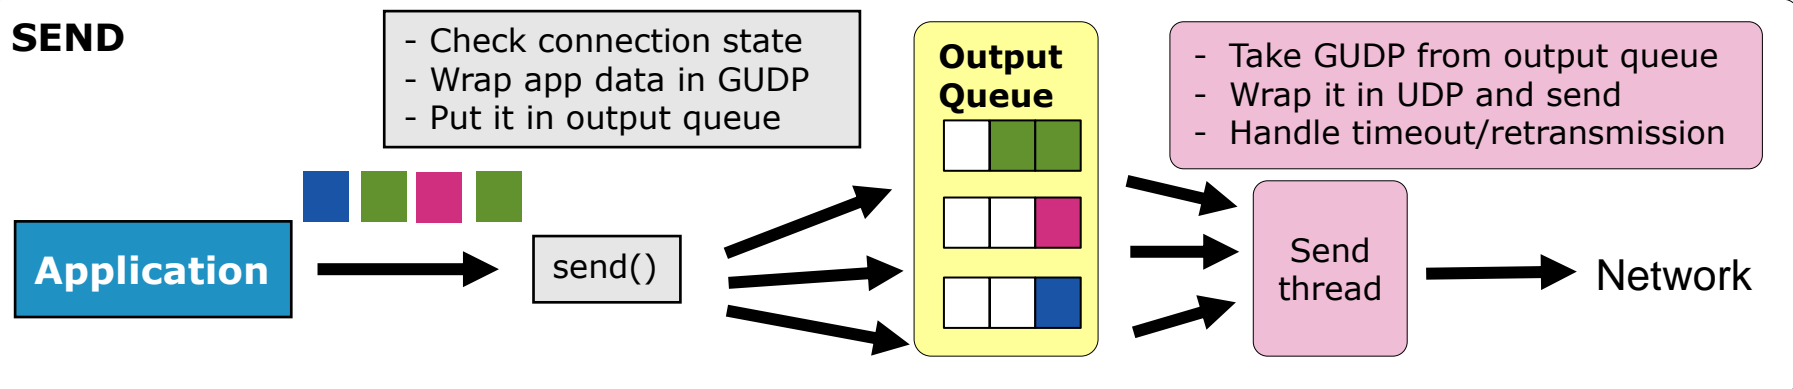 SEND
- Check connection state
- Wrap app data in GUDP
- Put it in output queue
Output
Queue
- Take GUDP from output queue
- Wrap it in UDP and send
- Handle timeout/retransmission
Application
send()
Send
thread
Network